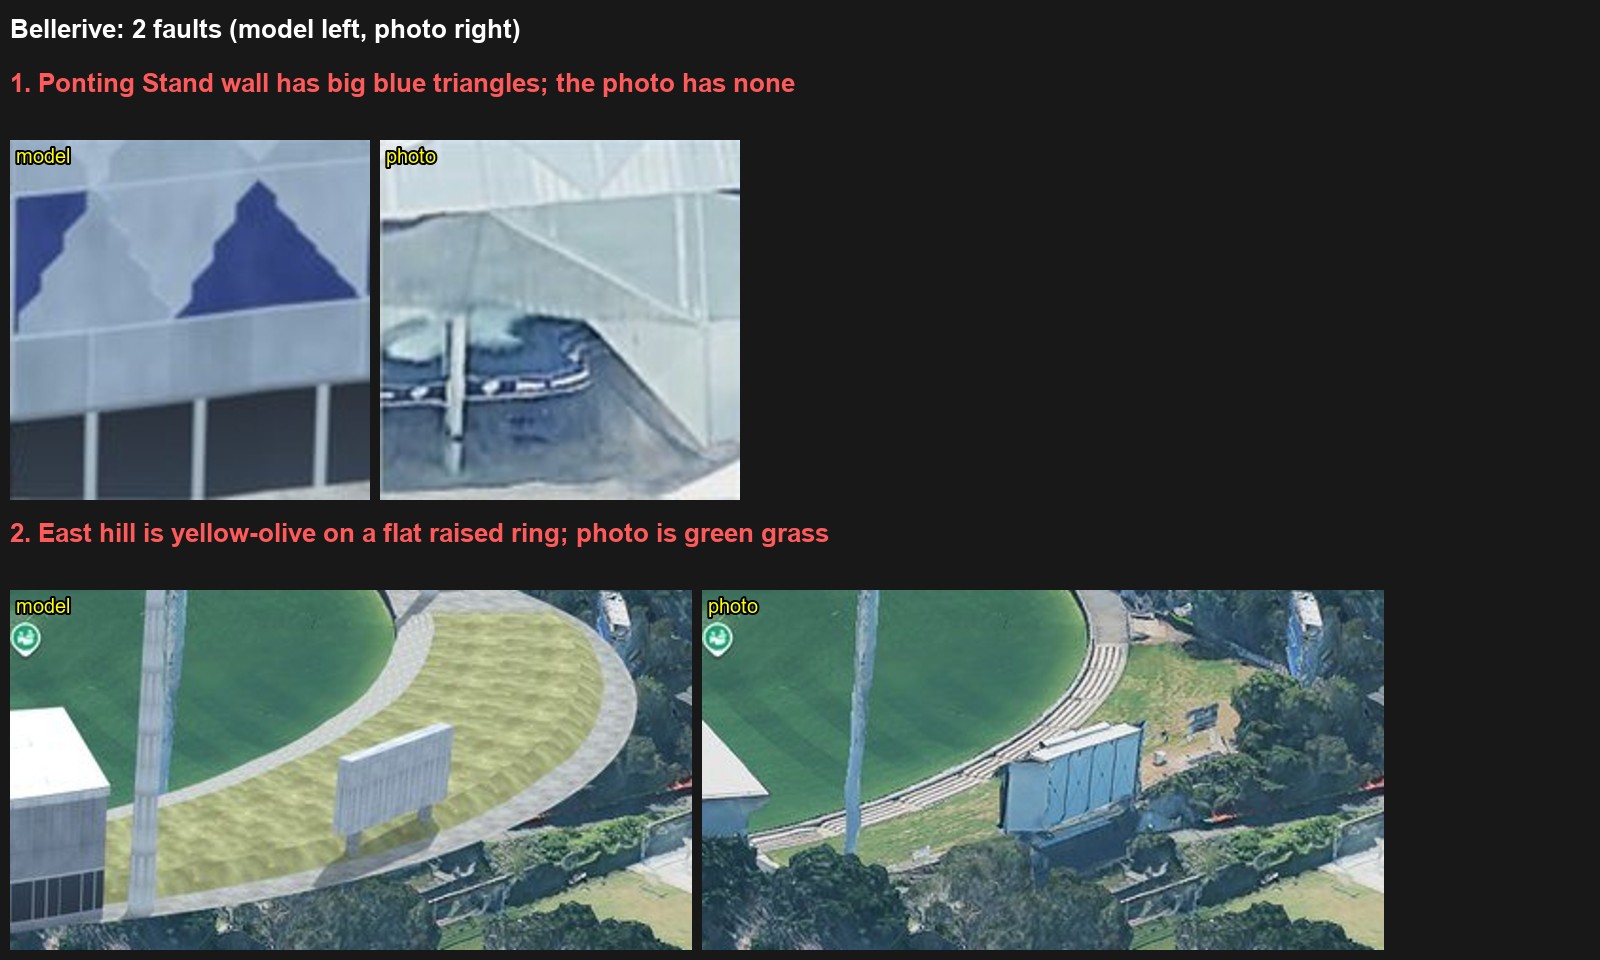 Bellerive: 2 faults (model left, photo right)
1. Ponting Stand wall has big blue triangles; the photo has none
model
photo
2. East hill is yellow-olive on a flat raised ring; photo is green grass
model
photo